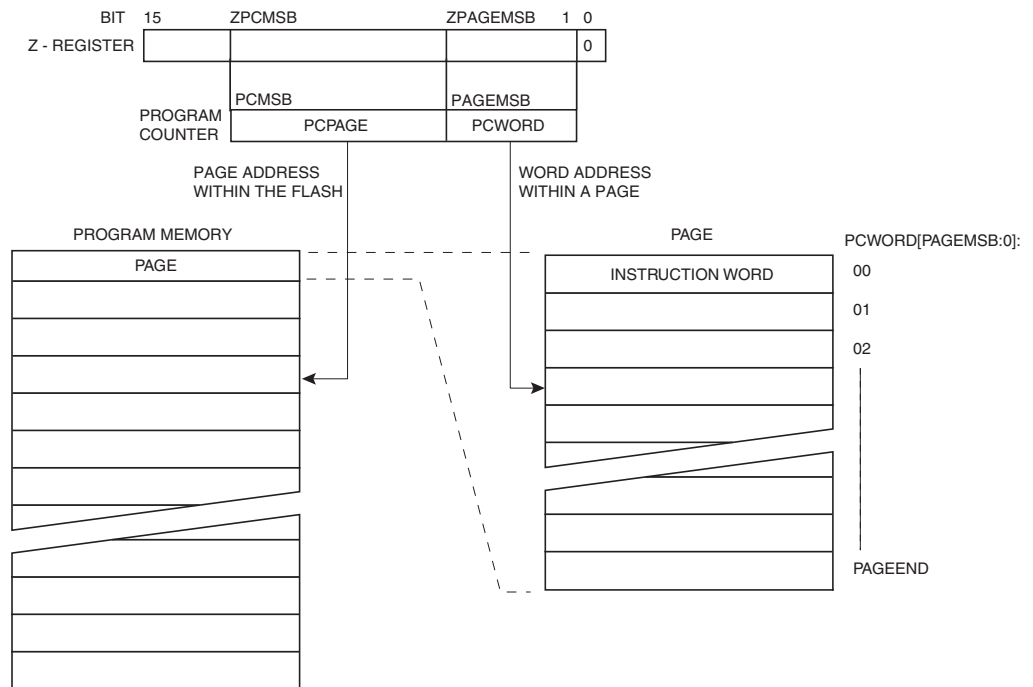 BIT 15 ZPCMSB ZPAGEMSB 1 0
Z - REGISTER 0
PCMSB PAGEMSB
PROGRAM
COUNTER
PCPAGE PCWORD
PAGE ADDRESS
WITHIN THE FLASH
WORD ADDRESS
WITHIN A PAGE
PROGRAM MEMORY
PAGE
PAGE
INSTRUCTION WORD
PCWORD[PAGEMSB:0]:
00
01
02
PAGEEND